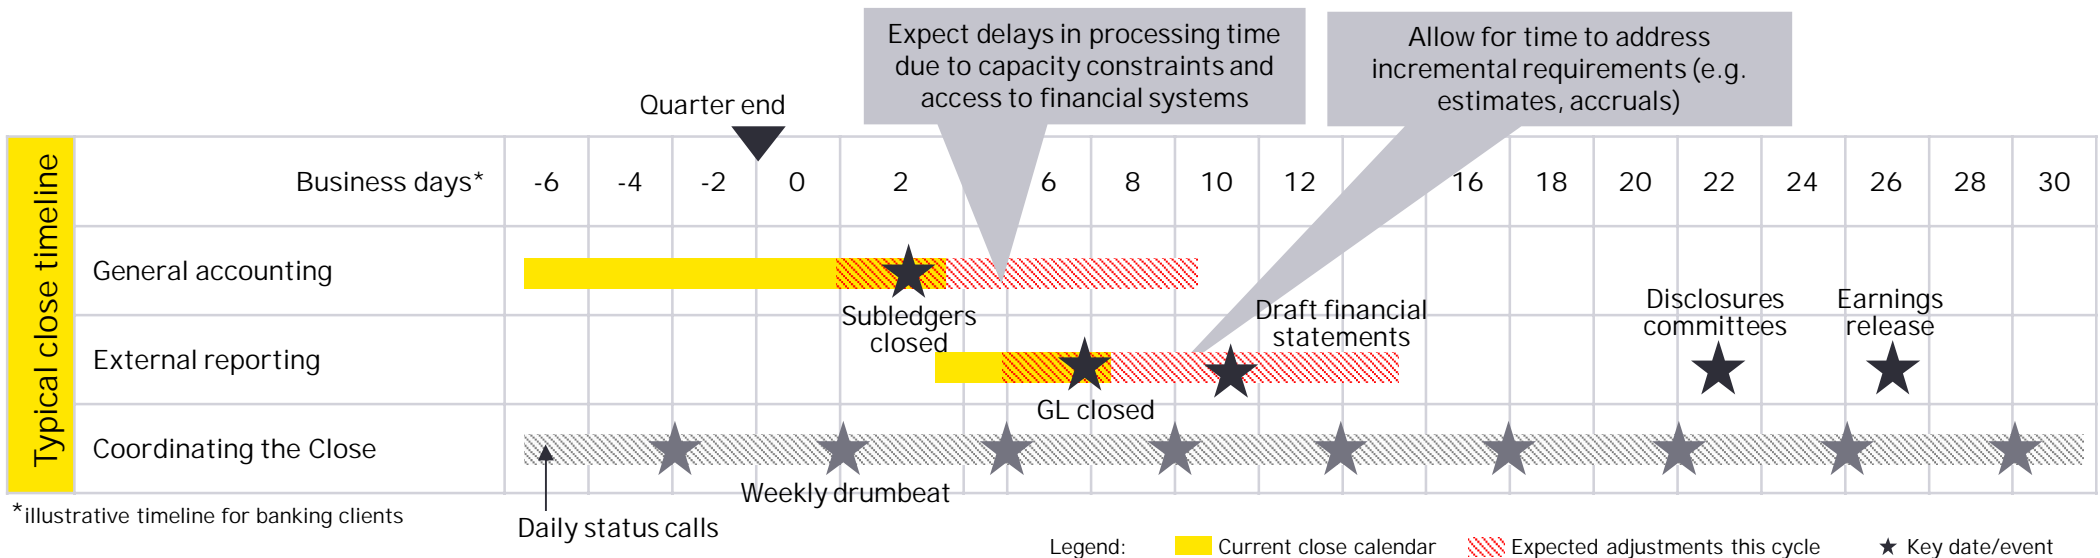 Expect delays in processing time
due to capacity constraints and
access to financial systems
Allow for time to address
incremental requirements (e.g.
estimates, accruals)
Quarter end
Typical close timeline
Business days* -6 -4 -2 0 2 6 8 10 12 16 18 20 22 24 26 28 30
General accounting
Subledgers
closed
Draft financial
statements
Disclosures
committees
Earnings
release
External reporting
GL closed
Coordinating the Close
Weekly drumbeat
*illustrative timeline for banking clients
Daily status calls
Legend: Current close calendar Expected adjustments this cycle Key date/event